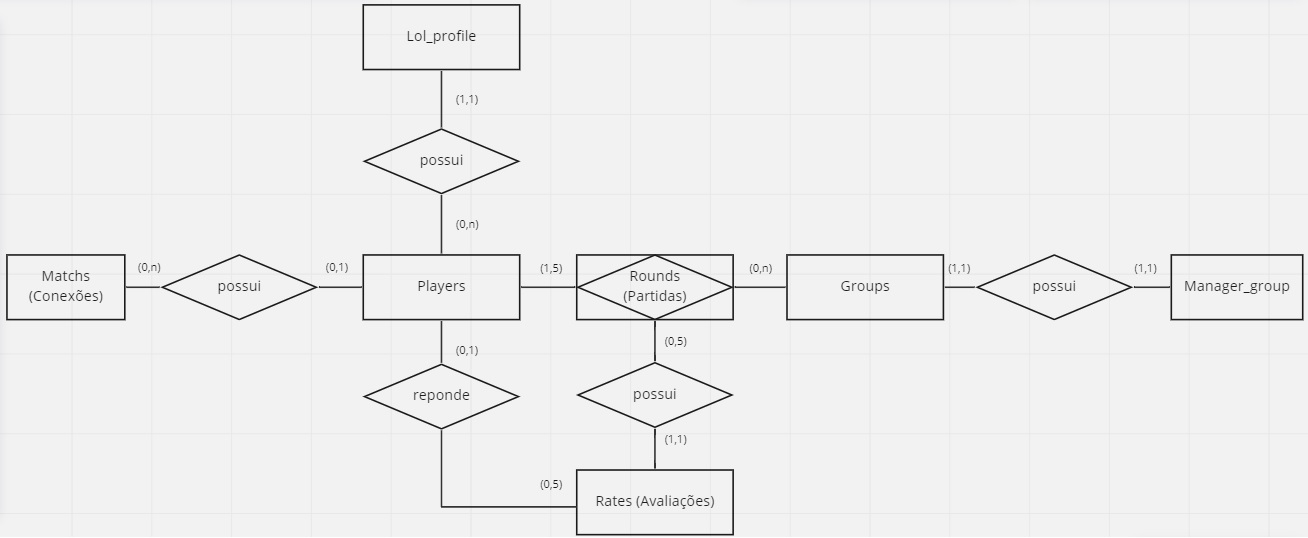 Lol_profile
(1,1)
possui
(0,n)
Matchs
(Conexões)
(0,n)
possui
(0,1)
Players
(1,5)
Rounds
(Partidas)
(0,n)
Groups
(1,1)
possui
(1,1)
Manager_group
(0,1)
reponde
(0,5)
possui
(1,1)
(0,5)
Rates (Avaliações)